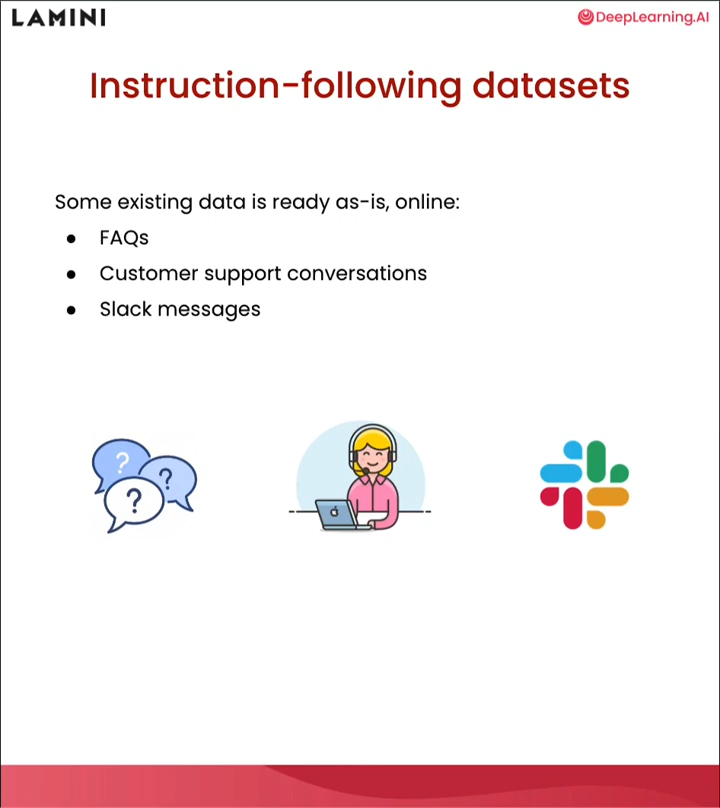 LAMINI
DeepLearning.AI
Instruction-following datasets
Some existing data is ready as-is, online:
● FAQs
● Customer support conversations
● Slack messages
? ?
?